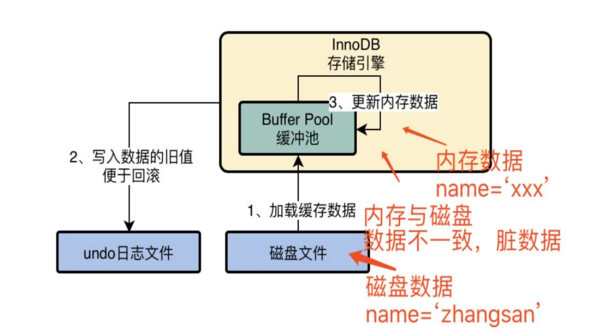 InnoDB
存储引擎
3、更新内存数据
Buffer Pool
缓冲池
2、写入数据的旧值
便于回滚
内存数据
name=‘xxx’
1、加载缓存数据
内存与磁盘
数据不一致，脏数据
undo日志文件
磁盘文件
磁盘数据
name=‘zhangsan’